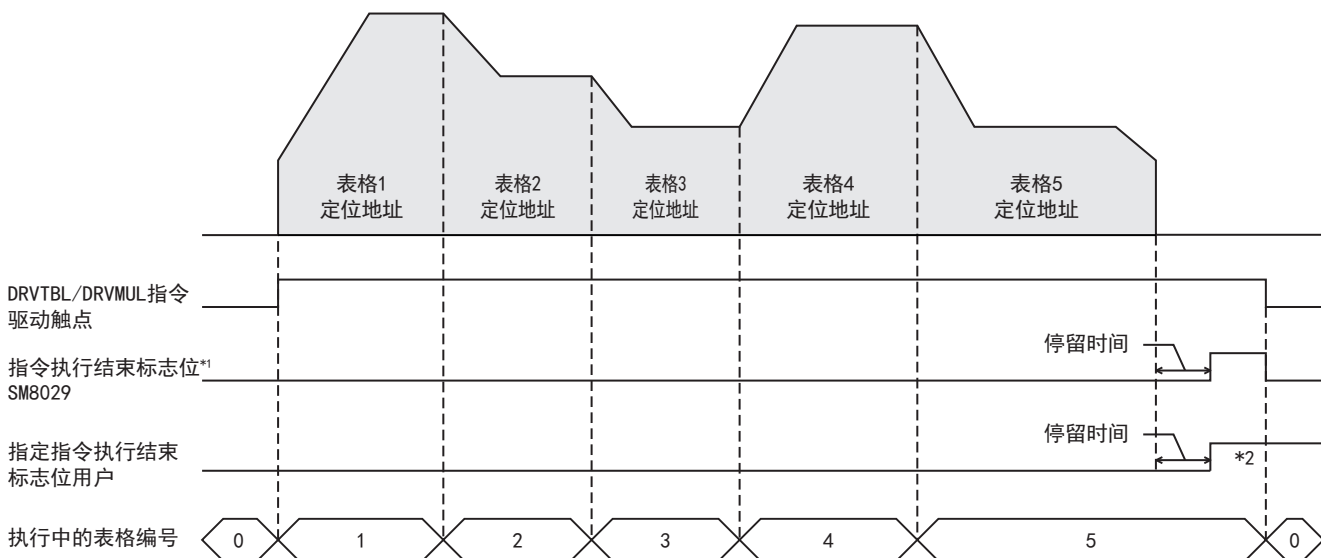 表格1
定位地址
表格2
定位地址
表格3
定位地址
表格4
定位地址
表格5
定位地址
DRVTBL/DRVMUL指令
驱动触点
停留时间
指令执行结束标志位*1
SM8029
停留时间
指定指令执行结束
标志位用户
*2
执行中的表格编号
0
1
2
3
4
5
0